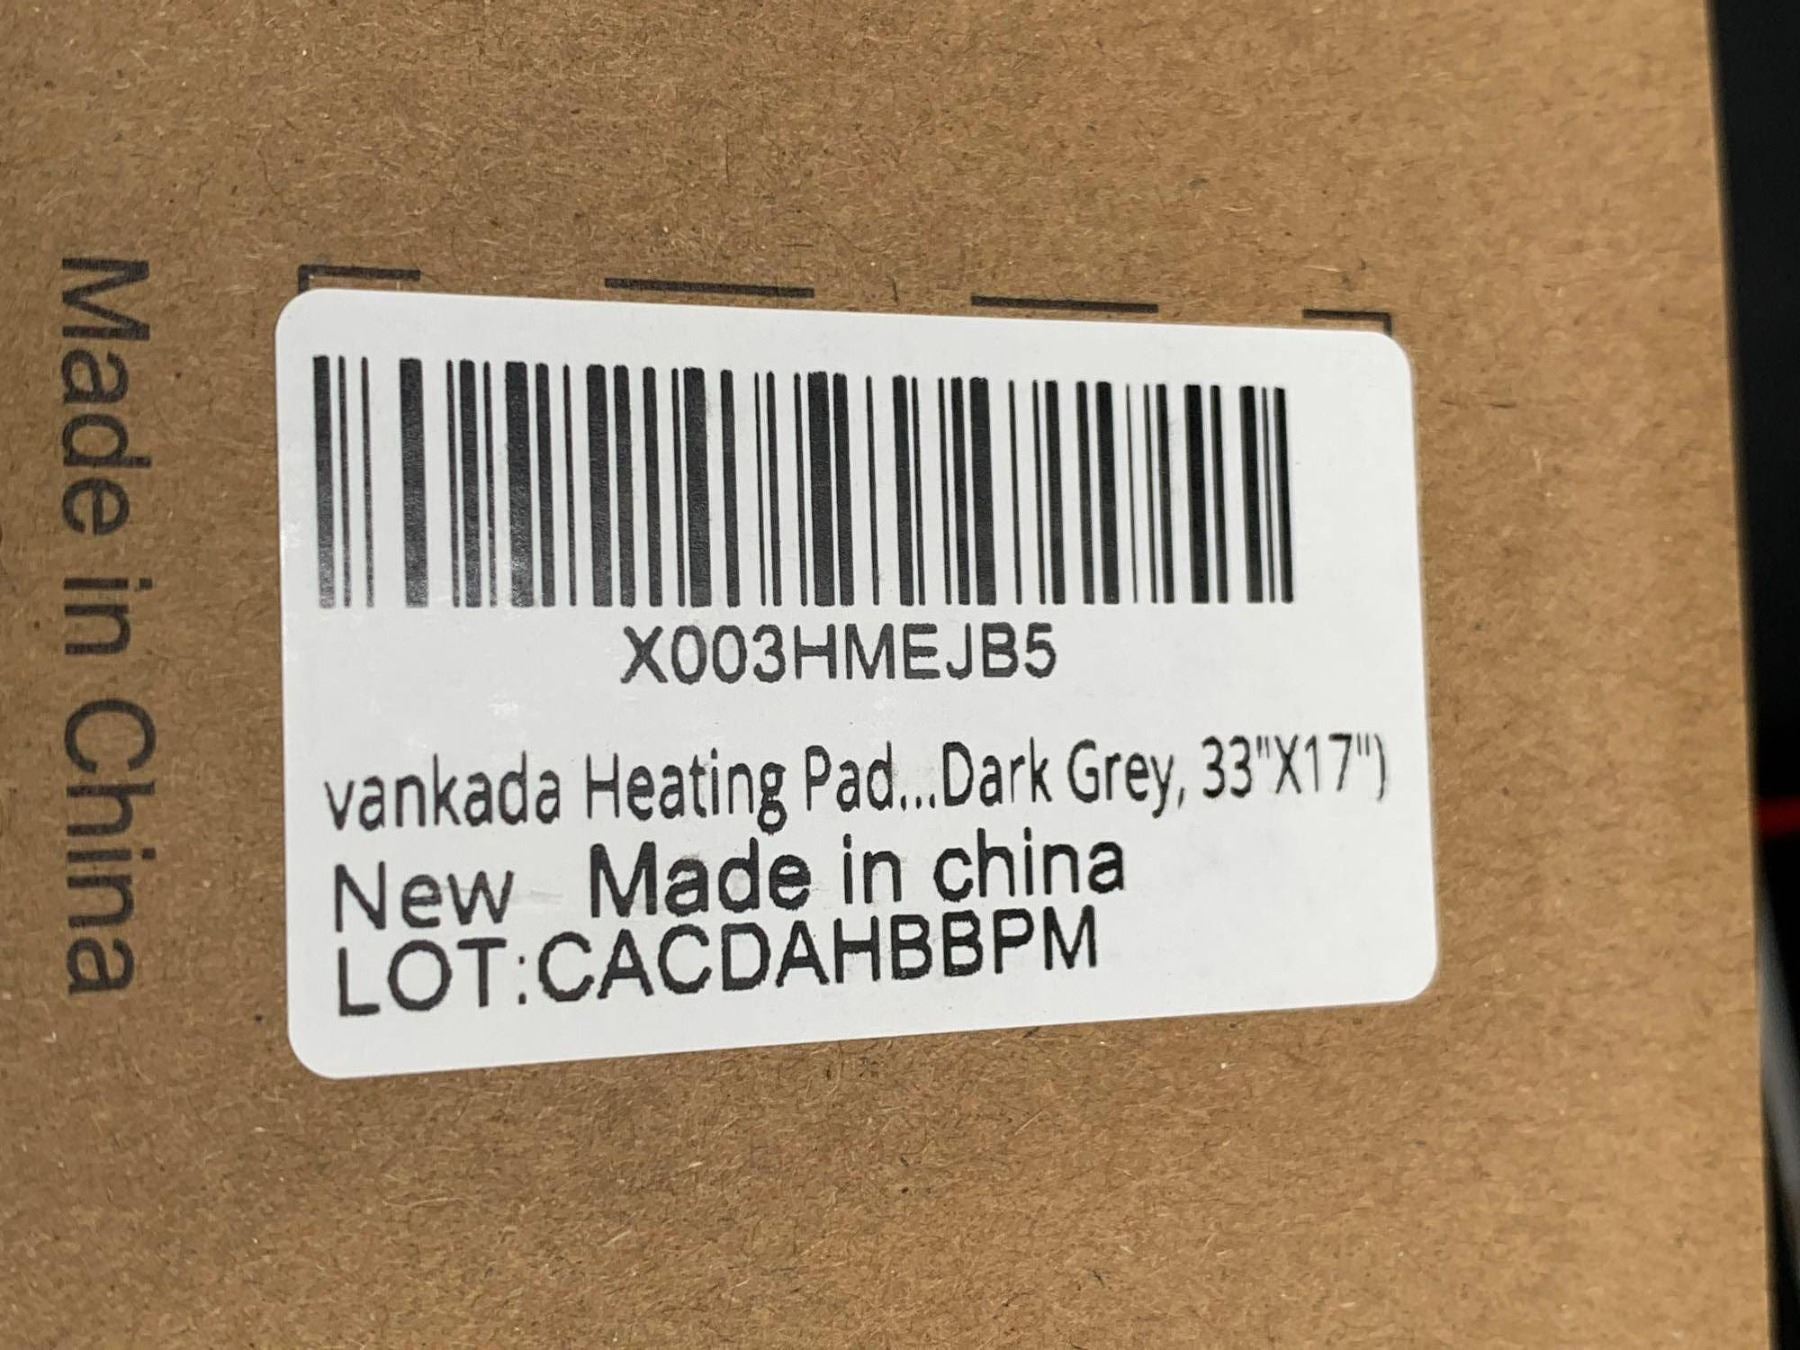 Made in China
X003HMEJB5
vankada Heating Pad...Dark Grey, 33"X17")
New Made in china
LOT:CACDAHBBPM